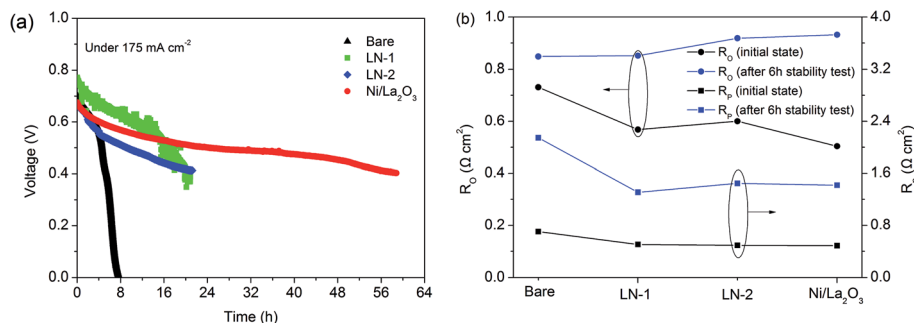 (a)
Under 175 mA cm⁻²
Bare
LN-1
LN-2
Ni/La₂O₃
Voltage (V)
1.0
0.8
0.6
0.4
0.2
0.0
0 8 16 24 32 40 48 56 64
Time (h)
(b)
R_O (initial state)
R_O (after 6h stability test)
R_P (initial state)
R_P (after 6h stability test)
R_O (Ω cm²)
1.0
0.8
0.6
0.4
0.2
0.0
4.0
3.2
2.4
1.6
0.8
0.0
R_P (Ω cm²)
Bare LN-1 LN-2 Ni/La₂O₃